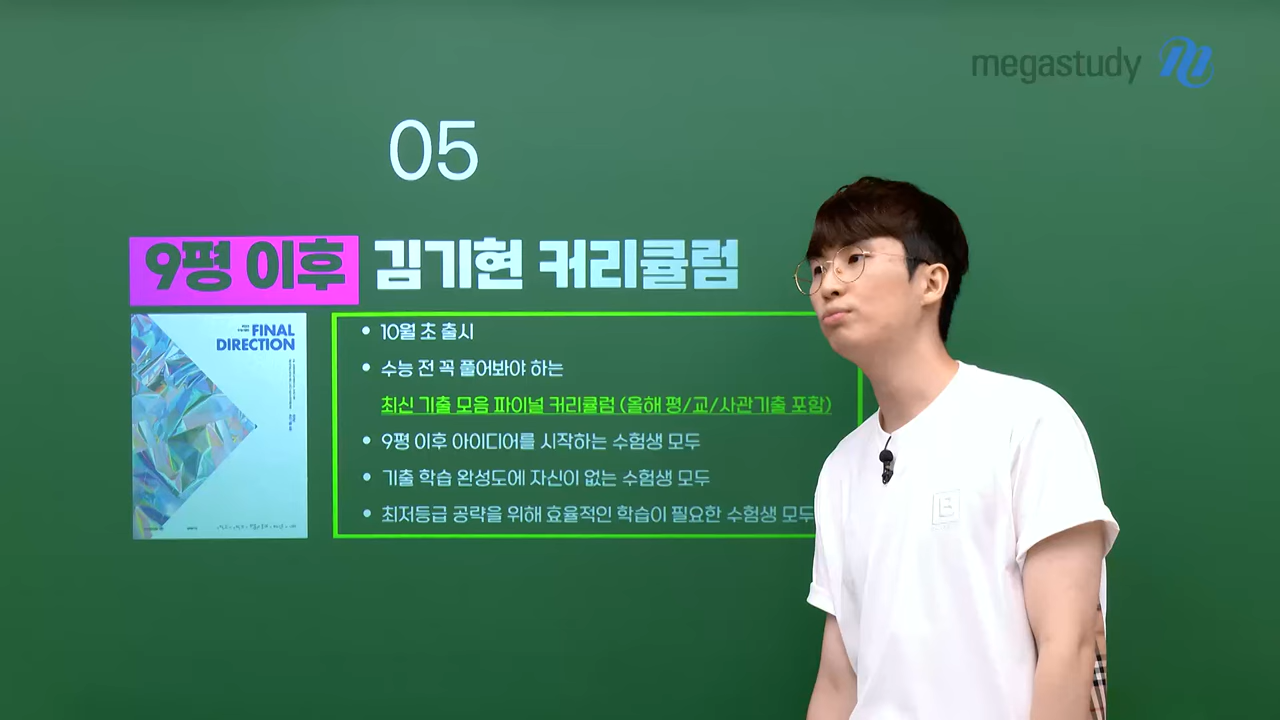 megastudy
05
9평 이후 김기현 커리큘럼
FINAL
DIRECTION
• 10월 초 출시
• 수능 전 꼭 풀어봐야 하는
최신 기출 모음 파이널 커리큘럼 (올해 평/교/사관기출 포함)
• 9평 이후 아이디어를 시작하는 수험생 모두
• 기출 학습 완성도에 자신이 없는 수험생 모두
• 최저등급 공략을 위해 효율적인 학습이 필요한 수험생 모두